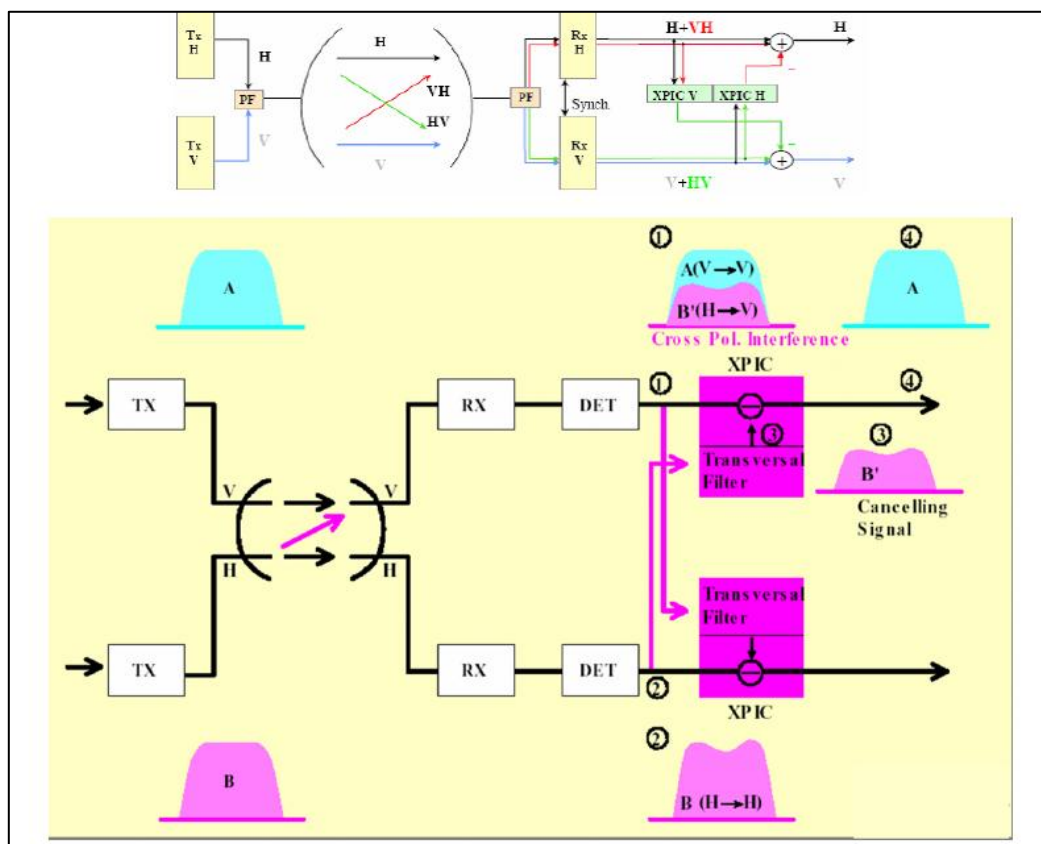 Tx
H
H
PF
V
Tx
V
H
VH
HV
V
PF
Rx
H
Synch.
Rx
V
H+VH
H
XPIC V
XPIC H
V+HV
V
A
①
A(V→V)
B'(H→V)
Cross Pol. Interference
④
A
XPIC
TX
RX
DET
①
④
③
③
Transversal
Filter
B'
Cancelling
Signal
V
V
H
H
Transversal
Filter
TX
RX
DET
②
XPIC
B
②
B (H→H)